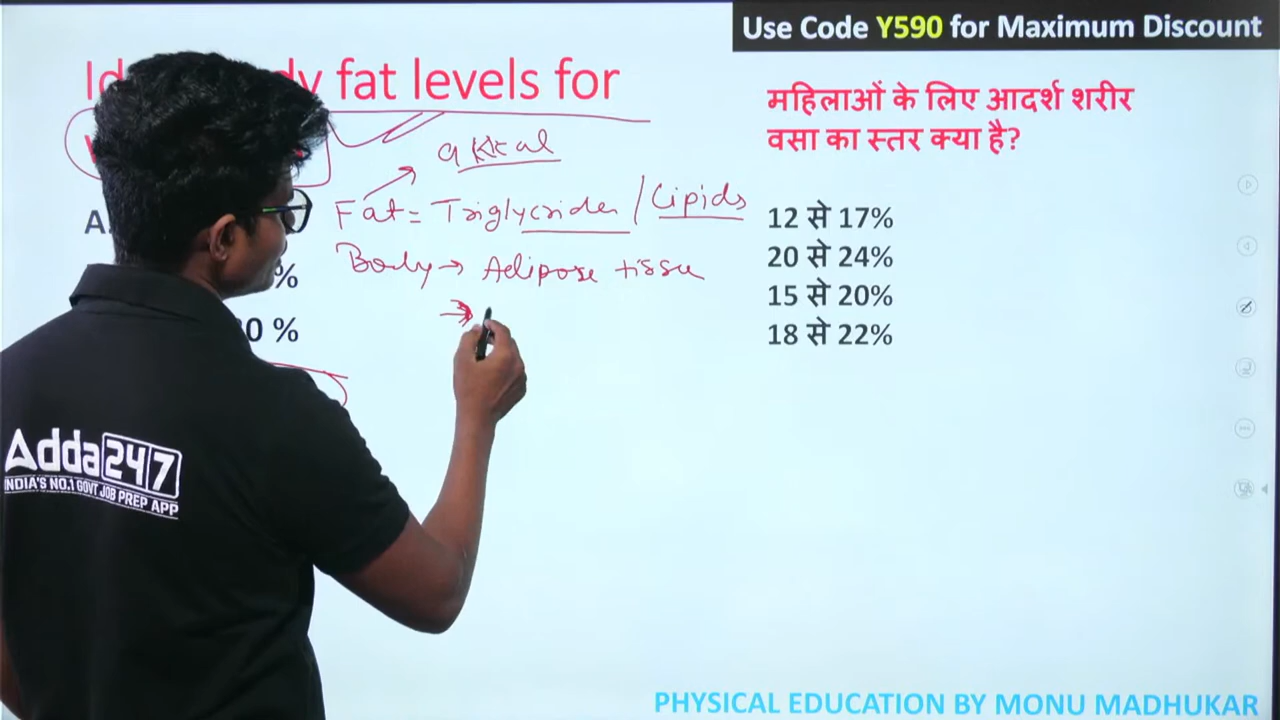 Use Code Y590 for Maximum Discount
fat levels for
महिलाओं के लिए आदर्श शरीर
वसा का स्तर क्या है?
9 Kcal
Fat = Triglycerides / Lipids
Body → Adipose tissue
A.
%
0 %
12 से 17%
20 से 24%
15 से 20%
18 से 22%
Adda247
INDIA'S NO.1 GOVT JOB PREP APP
PHYSICAL EDUCATION BY MONU MADHUKAR